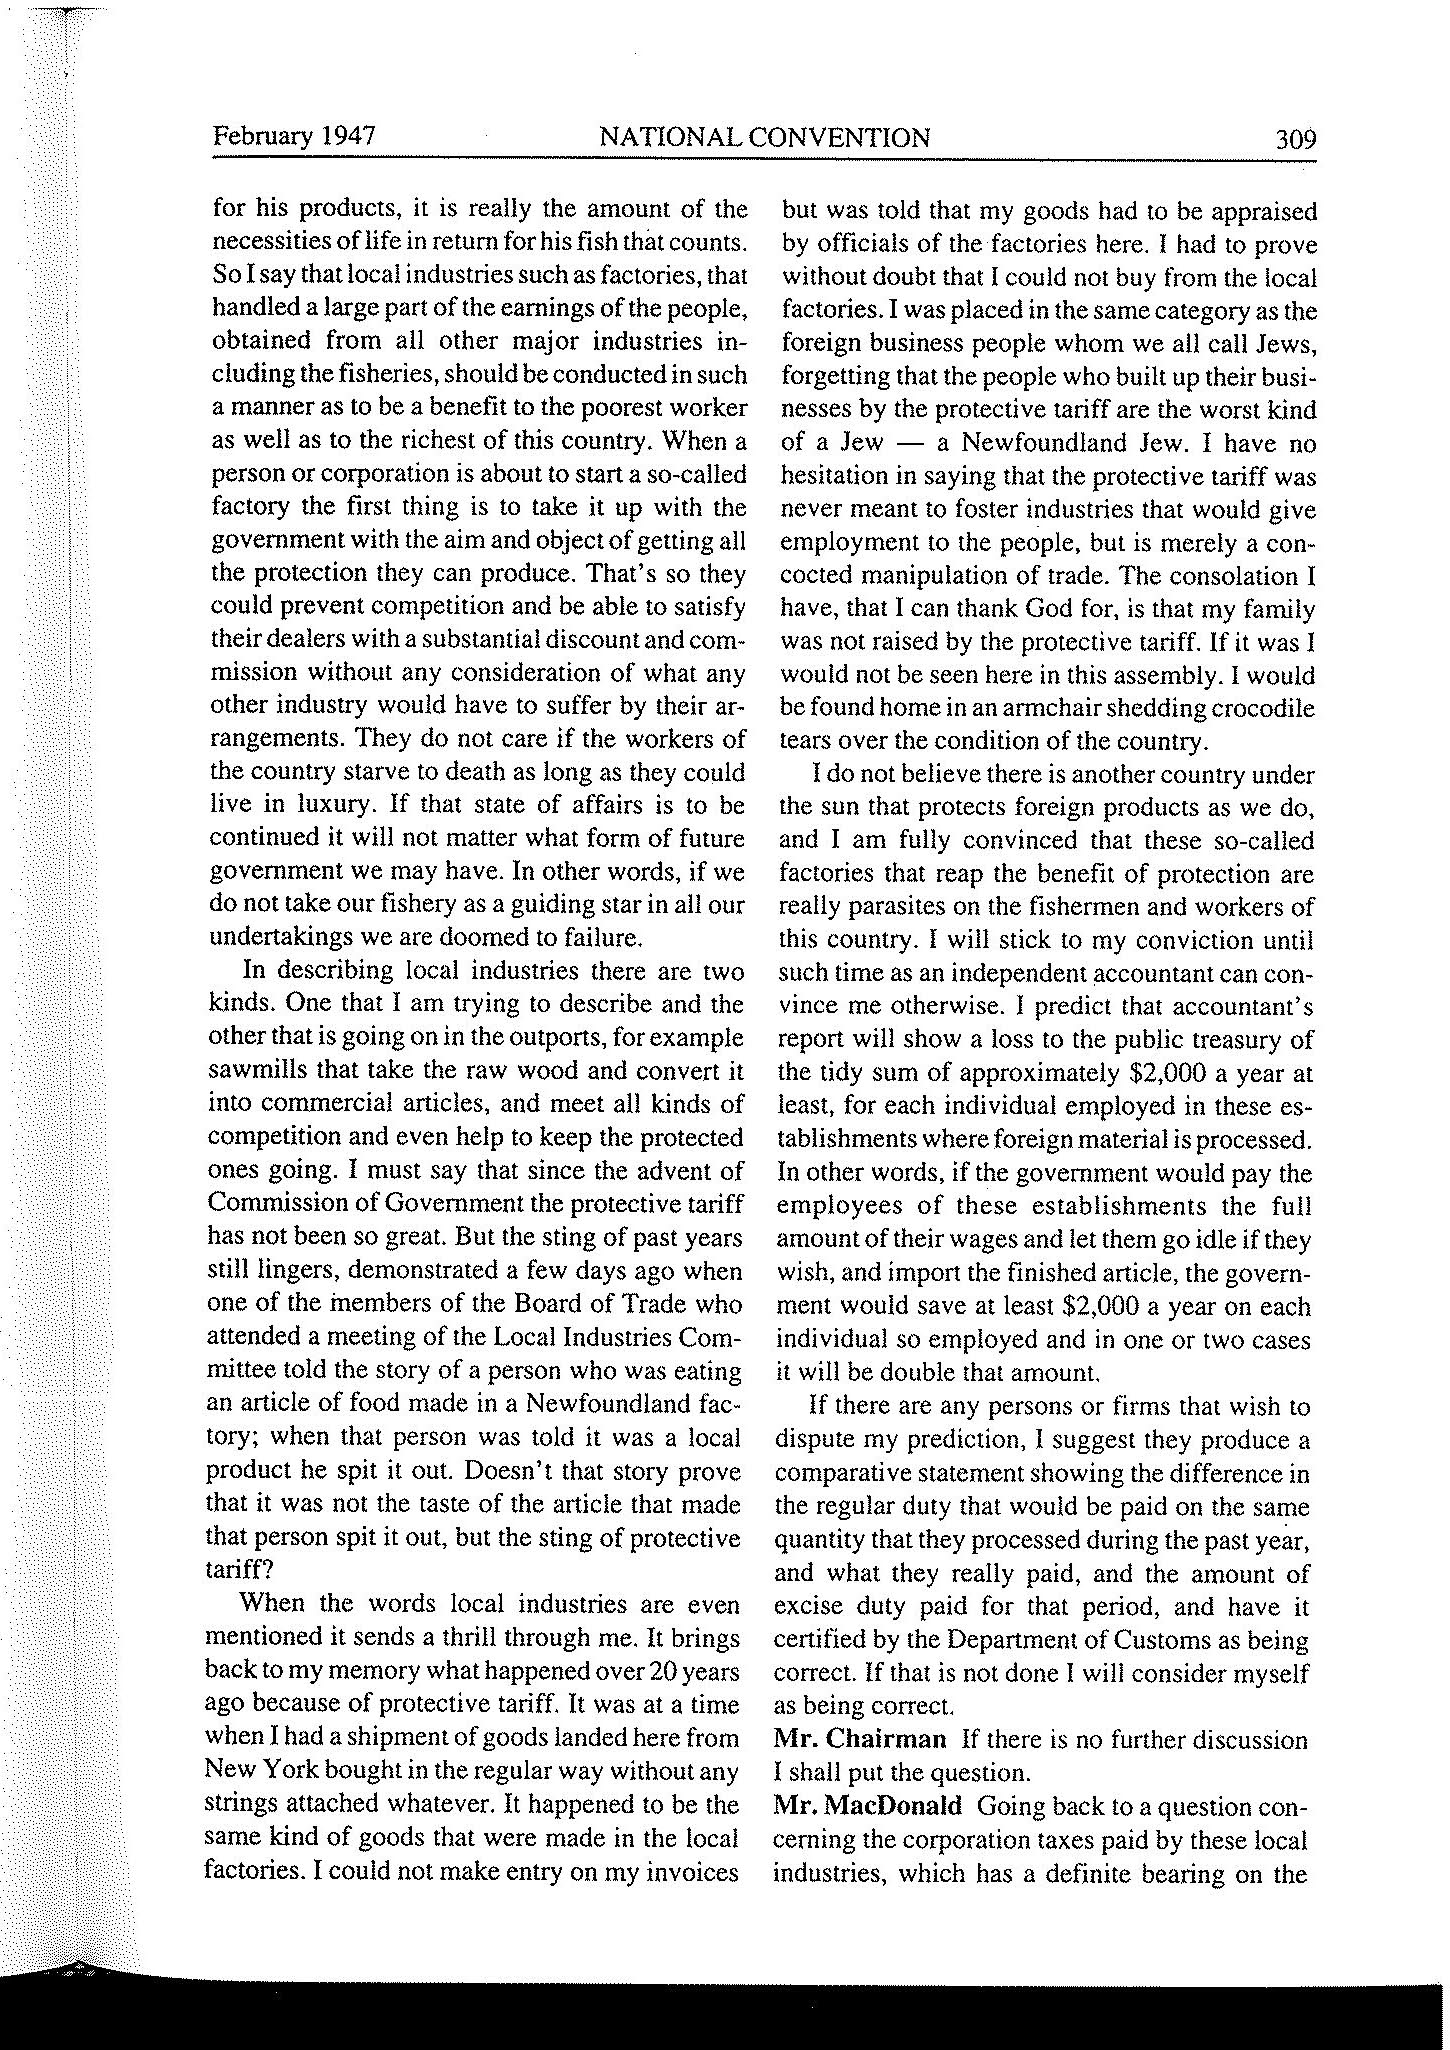 February 1947 NATIONAL CONVENTION 309
for his products, it is really the amount of the
necessities of life in return for his fish that counts.
So I say that local industries such as factories, that
handled a large part of the earnings of the people,
obtained from all other major industries in-
cluding the fisheries, should be conducted in such
a manner as to be a benefit to the poorest worker
as well as to the richest of this country. When a
person or corporation is about to start a so-called
factory the first thing is to take it up with the
government with the aim and object of getting all
the protection they can produce. That's so they
could prevent competition and be able to satisfy
their dealers with a substantial discount and com-
mission without any consideration of what any
other industry would have to suffer by their ar-
rangements. They do not care if the workers of
the country starve to death as long as they could
live in luxury. If that state of affairs is to be
continued it will not matter what form of future
government we may have. In other words, if we
do not take our fishery as a guiding star in all our
undertakings we are doomed to failure.
In describing local industries there are two
kinds. One that I am trying to describe and the
other that is going on in the outports, for example
sawmills that take the raw wood and convert it
into commercial articles, and meet all kinds of
competition and even help to keep the protected
ones going. I must say that since the advent of
Commission of Government the protective tariff
has not been so great. But the sting of past years
still lingers, demonstrated a few days ago when
one of the members of the Board of Trade who
attended a meeting of the Local Industries Com-
mittee told the story of a person who was eating
an article of food made in a Newfoundland fac-
tory; when that person was told it was a local
product he spit it out. Doesn't that story prove
that it was not the taste of the article that made
that person spit it out, but the sting of protective
tariff?
When the words local industries are even
mentioned it sends a thrill through me. It brings
back to my memory what happened over 20 years
ago because of protective tariff. It was at a time
when I had a shipment of goods landed here from
New York bought in the regular way without any
strings attached whatever. It happened to be the
same kind of goods that were made in the local
factories. I could not make entry on my invoices
but was told that my goods had to be appraised
by officials of the factories here. I had to prove
without doubt that I could not buy from the local
factories. I was placed in the same category as the
foreign business people whom we all call Jews,
forgetting that the people who built up their busi-
nesses by the protective tariff are the worst kind
of a Jew — a Newfoundland Jew. I have no
hesitation in saying that the protective tariff was
never meant to foster industries that would give
employment to the people, but is merely a con-
cocted manipulation of trade. The consolation I
have, that I can thank God for, is that my family
was not raised by the protective tariff. If it was I
would not be seen here in this assembly. I would
be found home in an armchair shedding crocodile
tears over the condition of the country.
I do not believe there is another country under
the sun that protects foreign products as we do,
and I am fully convinced that these so-called
factories that reap the benefit of protection are
really parasites on the fishermen and workers of
this country. I will stick to my conviction until
such time as an independent accountant can con-
vince me otherwise. I predict that accountant's
report will show a loss to the public treasury of
the tidy sum of approximately $2,000 a year at
least, for each individual employed in these es-
tablishments where foreign material is processed.
In other words, if the government would pay the
employees of these establishments the full
amount of their wages and let them go idle if they
wish, and import the finished article, the govern-
ment would save at least $2,000 a year on each
individual so employed and in one or two cases
it will be double that amount.
If there are any persons or firms that wish to
dispute my prediction, I suggest they produce a
comparative statement showing the difference in
the regular duty that would be paid on the same
quantity that they processed during the past year,
and what they really paid, and the amount of
excise duty paid for that period, and have it
certified by the Department of Customs as being
correct. If that is not done I will consider myself
as being correct.
Mr. Chairman If there is no further discussion
I shall put the question.
Mr. MacDonald Going back to a question con-
cerning the corporation taxes paid by these local
industries, which has a definite bearing on the